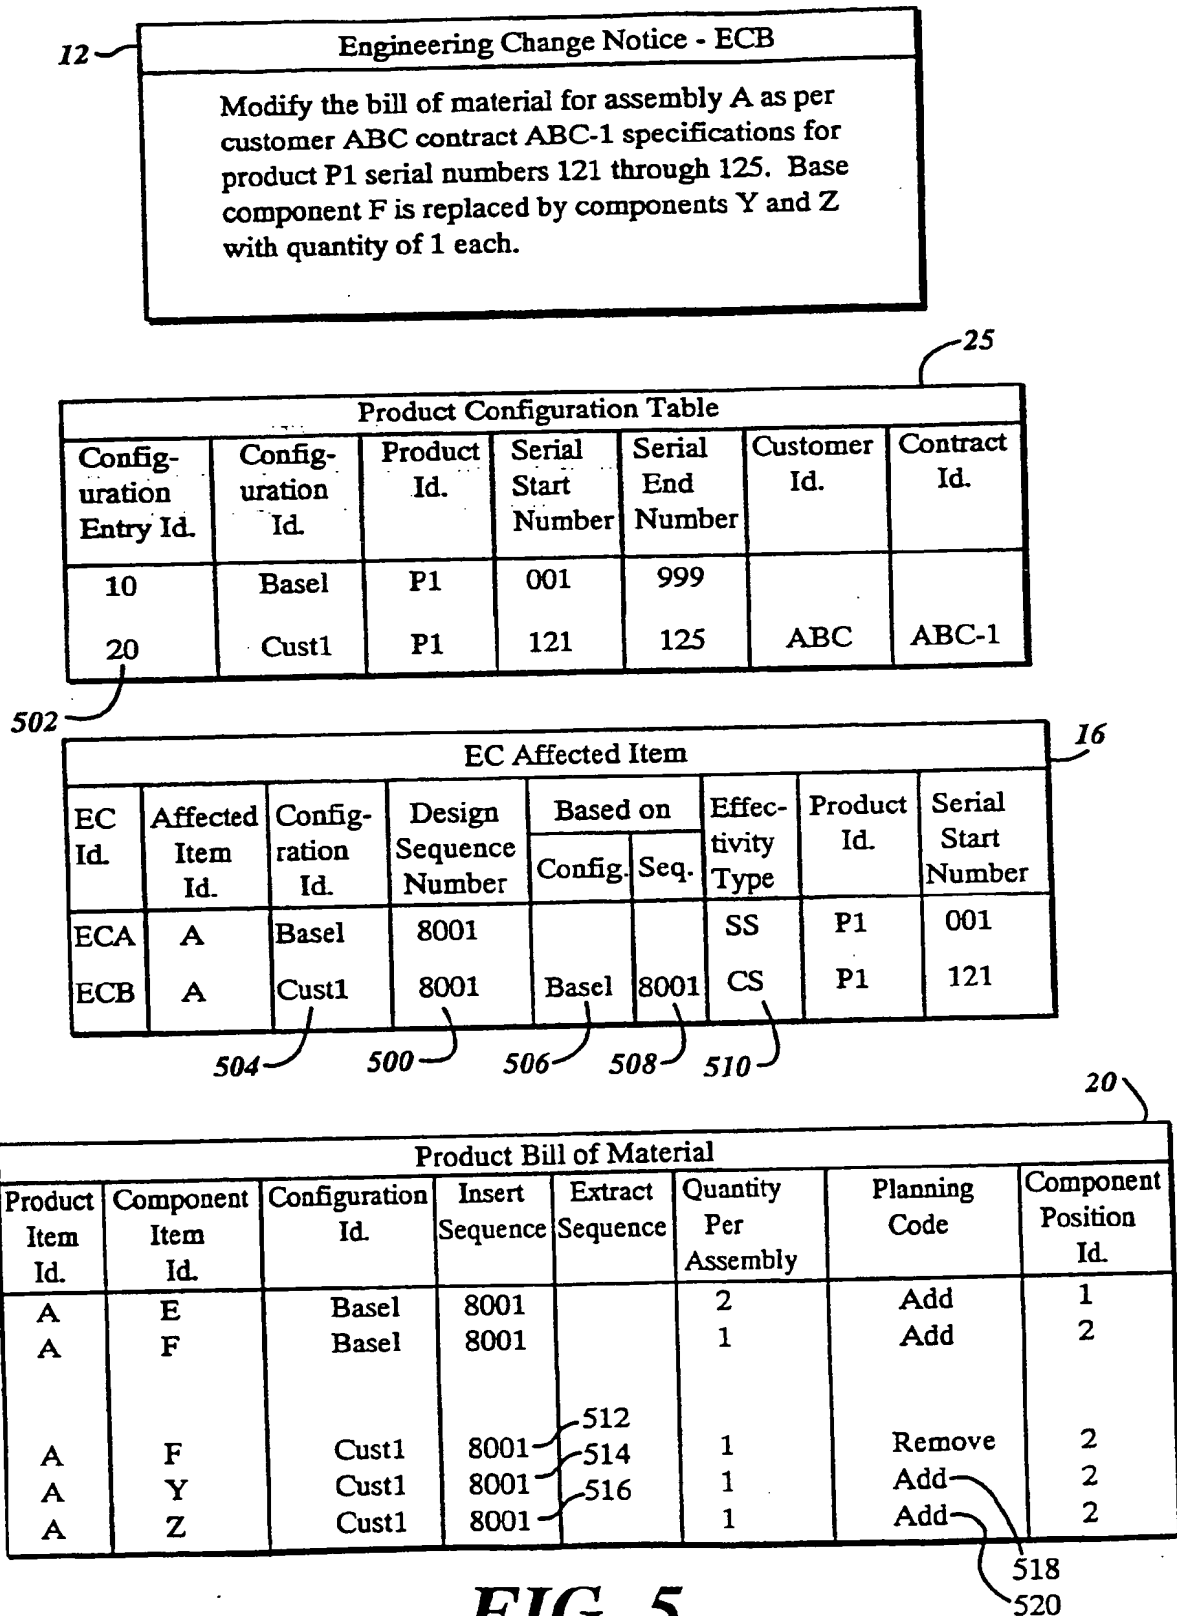 12
Engineering Change Notice - ECB
Modify the bill of material for assembly A as per
customer ABC contract ABC-1 specifications for
product P1 serial numbers 121 through 125. Base
component F is replaced by components Y and Z
with quantity of 1 each.
25
Product Configuration Table
Config- Config- Product Serial Serial Customer Contract
uration uration Id. Start End Id. Id.
Entry Id. Id. Number Number
10 Basel P1 001 999
20 Cust1 P1 121 125 ABC ABC-1
502
16
EC Affected Item
EC Affected Config- Design Based on Effec- Product Serial
Id. Item ration Sequence Config. Seq. tivity Id. Start
Id. Id. Number Type Number
ECA A Basel 8001 SS P1 001
ECB A Cust1 8001 Basel 8001 CS P1 121
504 500 506 508 510
20
Product Bill of Material
Product Component Configuration Insert Extract Quantity Planning Component
Item Item Id. Sequence Sequence Per Code Position
Id. Id. Assembly Id.
A E Basel 8001 2 Add 1
A F Basel 8001 1 Add 2
512
A F Cust1 8001 1 Remove 2
514
A Y Cust1 8001 1 Add 2
516
A Z Cust1 8001 1 Add 2
518
520
FIG. 5